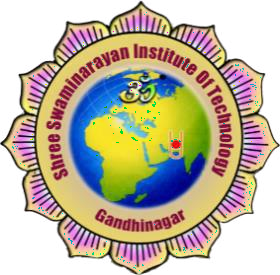 Shree Swaminarayan Institute Of Technology
ॐ
Gandhinagar